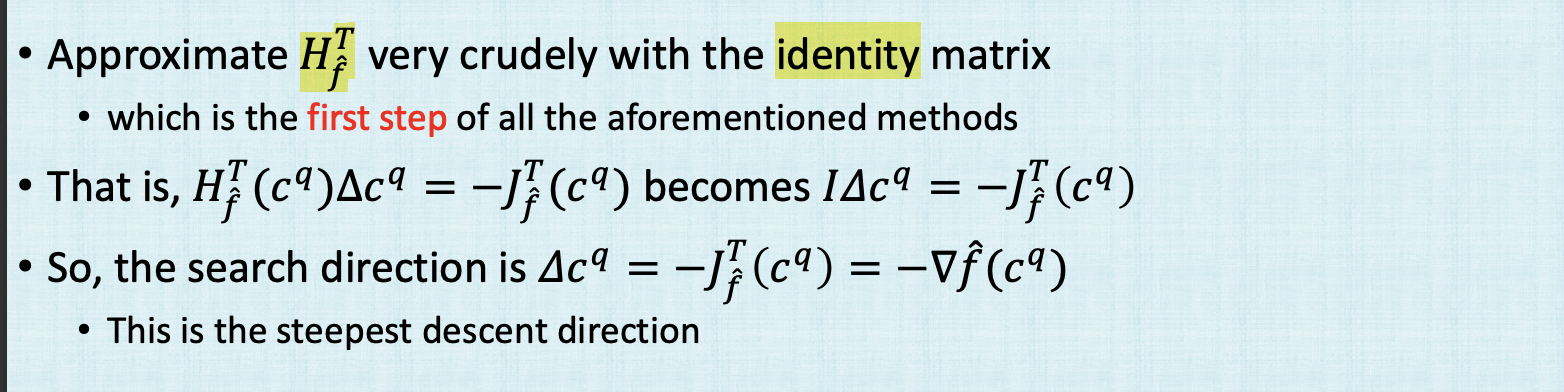 • Approximate $H_{\hat{f}}^T$ very crudely with the identity matrix
• which is the first step of all the aforementioned methods
• That is, $H_{\hat{f}}^T(c^q)\Delta c^q = -J_{\hat{f}}^T(c^q)$ becomes $I\Delta c^q = -J_{\hat{f}}^T(c^q)$
• So, the search direction is $\Delta c^q = -J_{\hat{f}}^T(c^q) = -\nabla \hat{f}(c^q)$
• This is the steepest descent direction